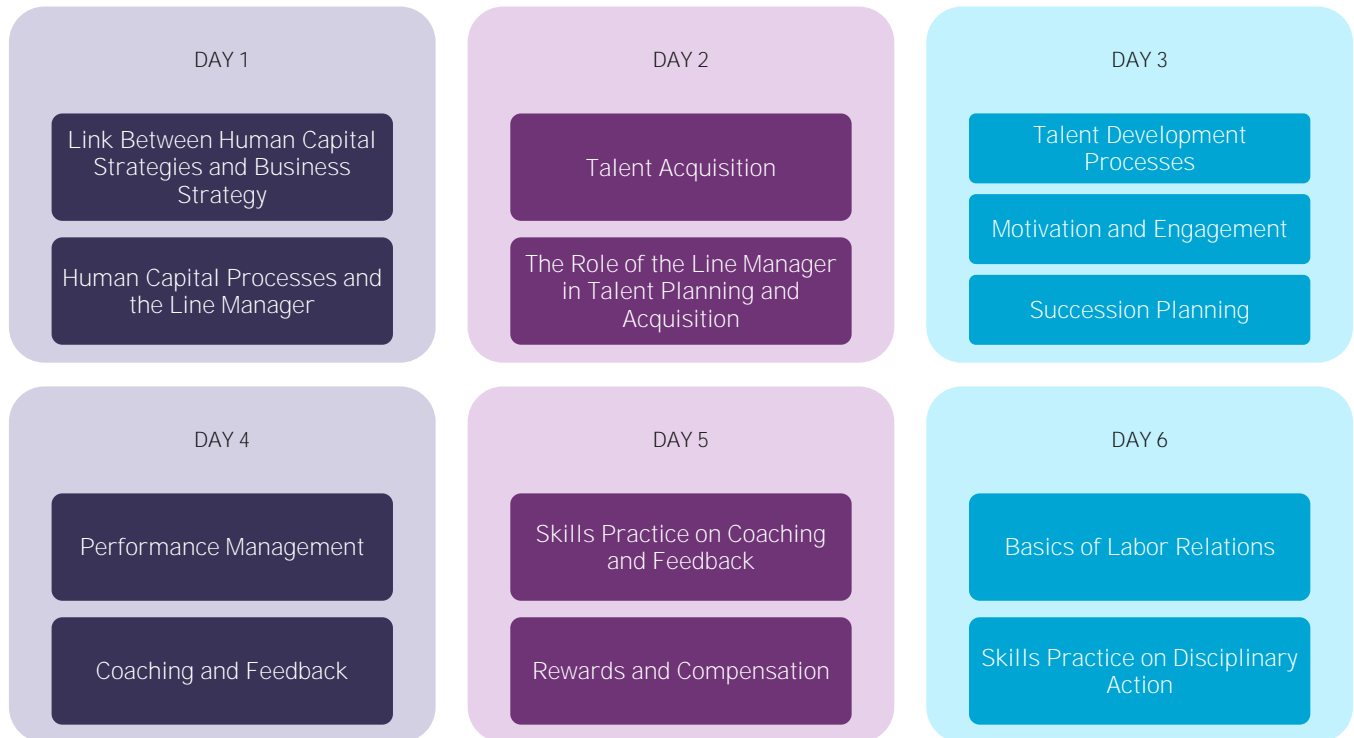 DAY 1
Link Between Human Capital
Strategies and Business
Strategy
Human Capital Processes and
the Line Manager
DAY 2
Talent Acquisition
The Role of the Line Manager
in Talent Planning and
Acquisition
DAY 3
Talent Development
Processes
Motivation and Engagement
Succession Planning
DAY 4
Performance Management
Coaching and Feedback
DAY 5
Skills Practice on Coaching
and Feedback
Rewards and Compensation
DAY 6
Basics of Labor Relations
Skills Practice on Disciplinary
Action